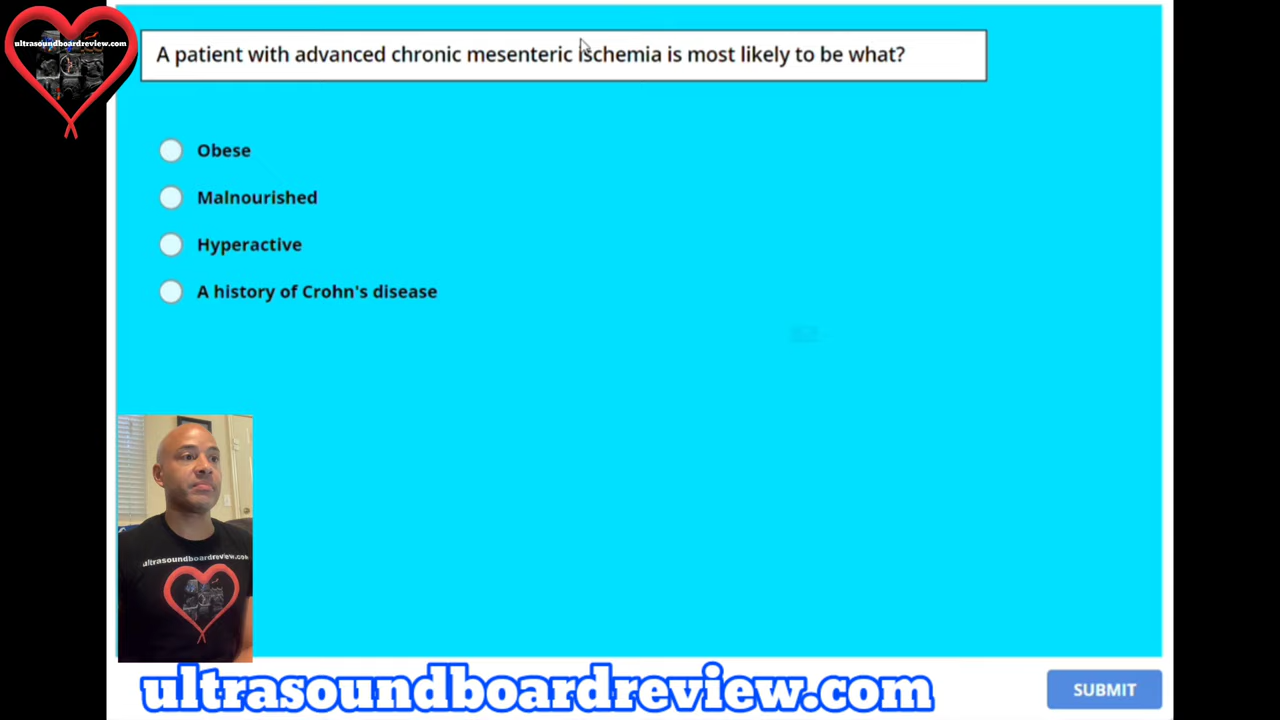 ultrasoundboardreview.com
A patient with advanced chronic mesenteric ischemia is most likely to be what?
Obese
Malnourished
Hyperactive
A history of Crohn's disease
ultrasoundboardreview.com
ultrasoundboardreview.com
SUBMIT